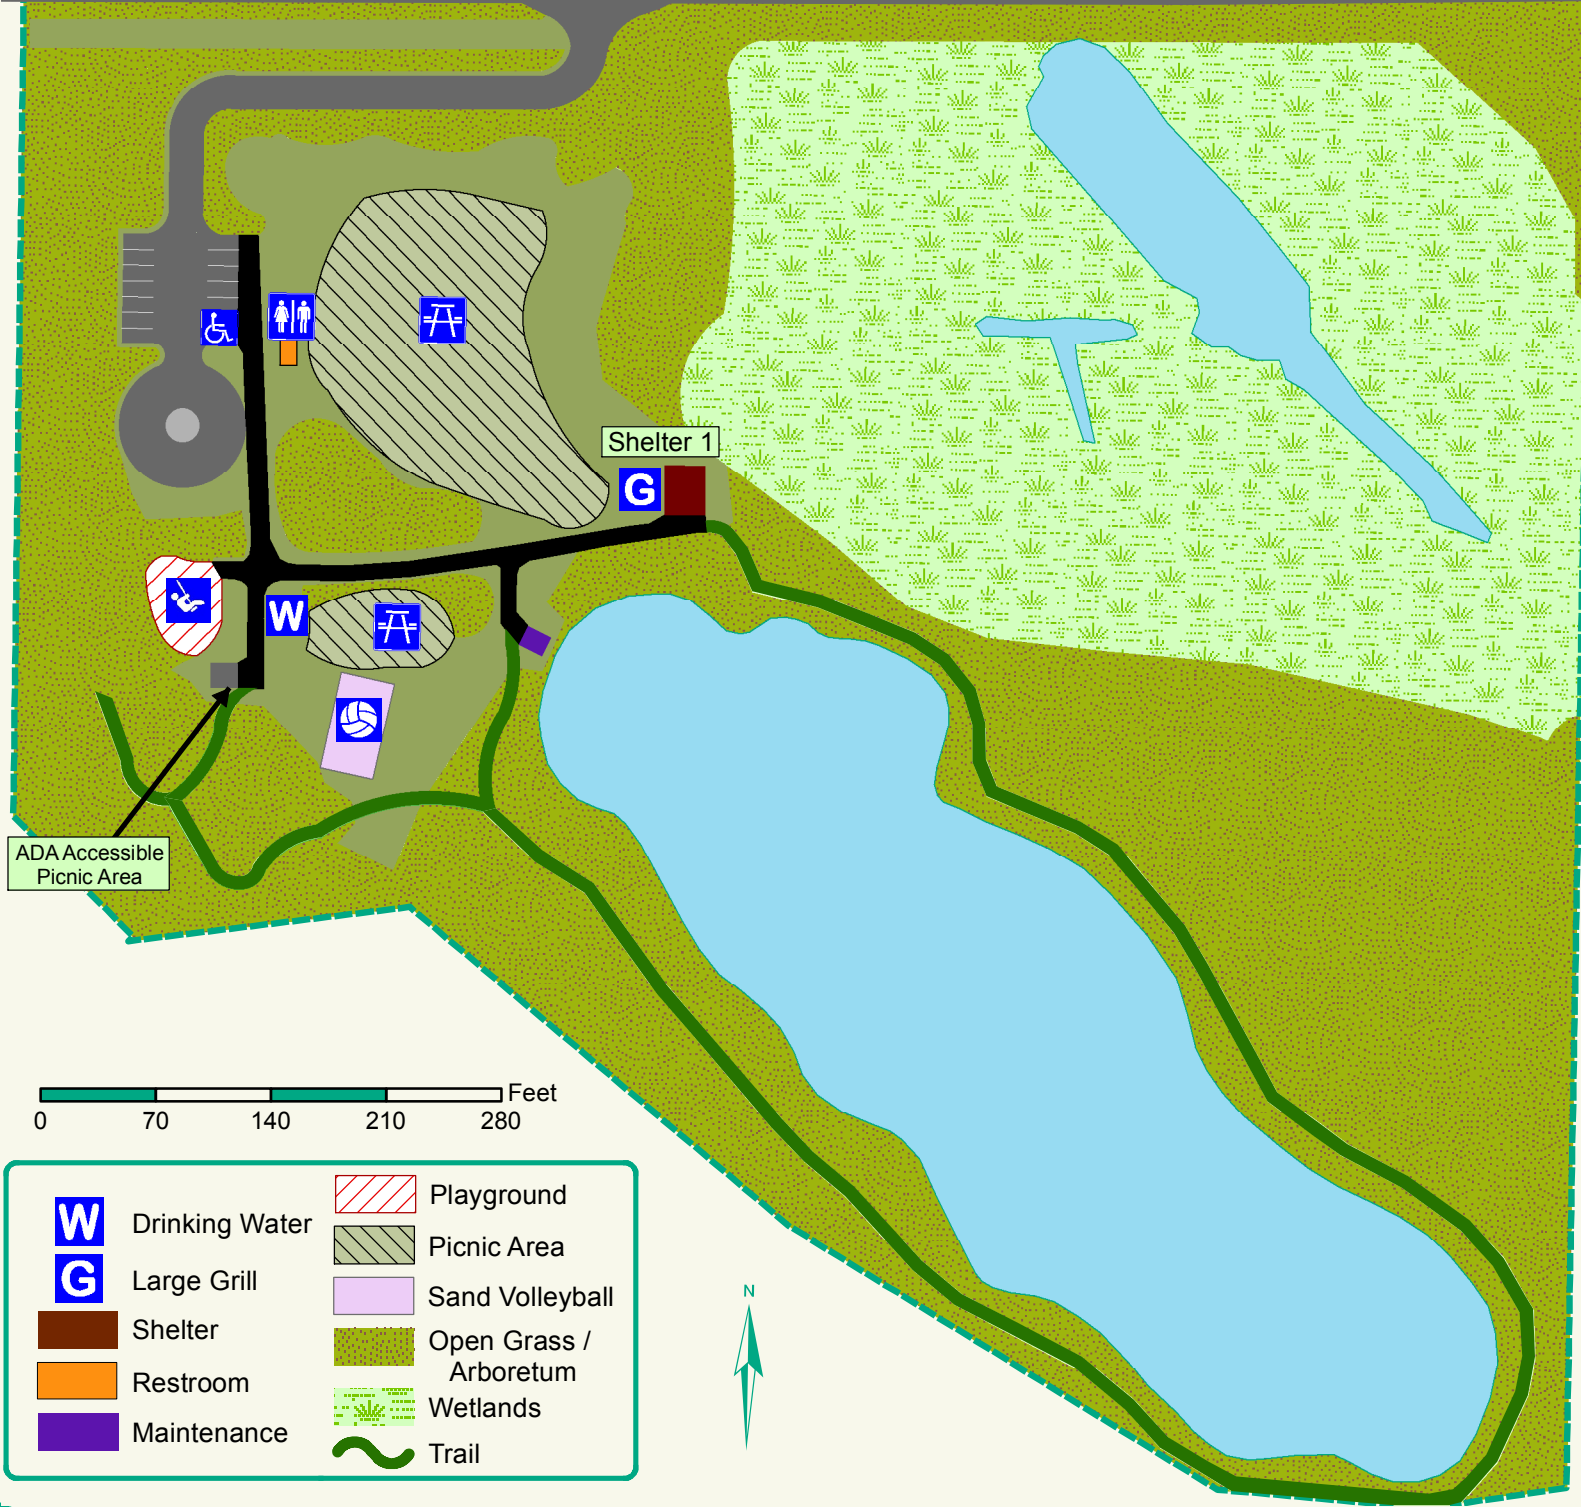 Shelter 1
G
W
ADA Accessible
Picnic Area
Feet
0 70 140 210 280
W Drinking Water
G Large Grill
Shelter
Restroom
Maintenance
Playground
Picnic Area
Sand Volleyball
Open Grass /
Arboretum
Wetlands
Trail
N